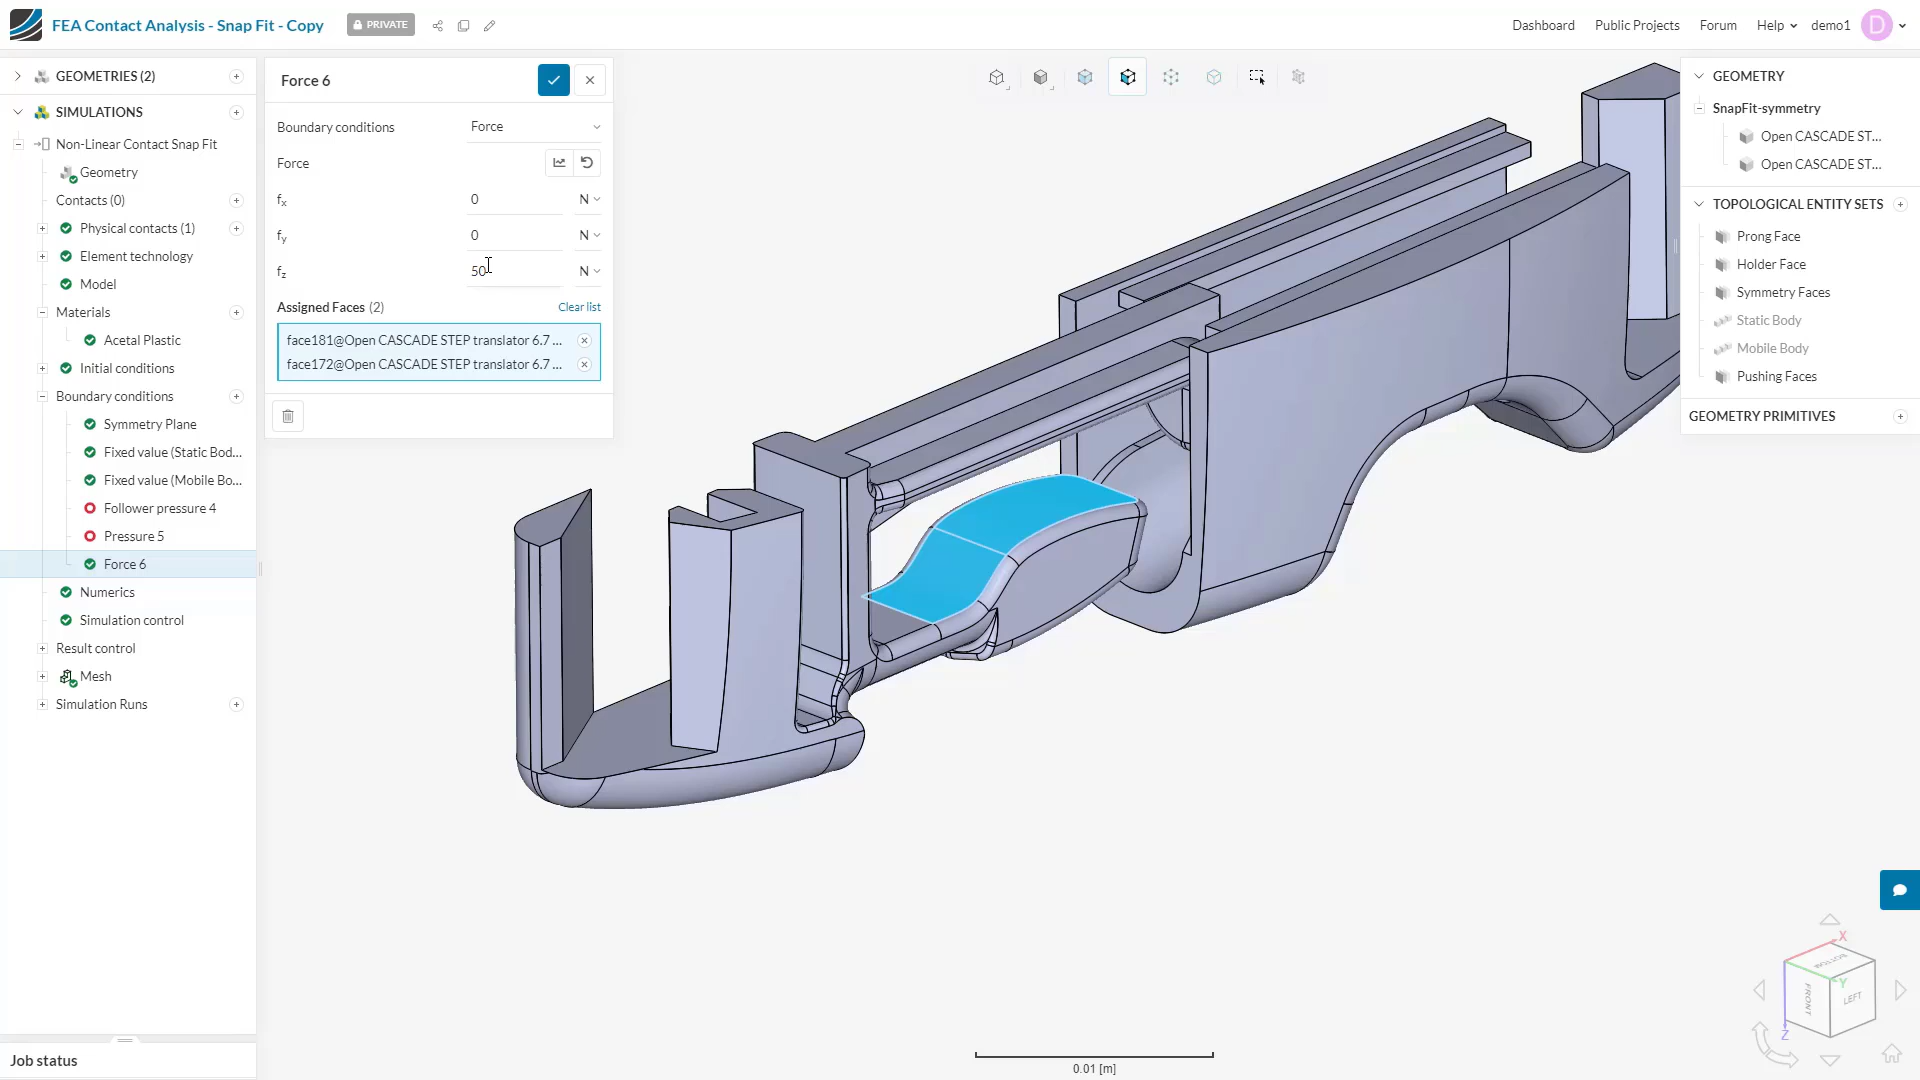 FEA Contact Analysis - Snap Fit - Copy
PRIVATE
Dashboard
Public Projects
Forum
Help
demo1
D
GEOMETRIES (2)
SIMULATIONS
Non-Linear Contact Snap Fit
Geometry
Contacts (0)
Physical contacts (1)
Element technology
Model
Materials
Acetal Plastic
Initial conditions
Boundary conditions
Symmetry Plane
Fixed value (Static Bod...
Fixed value (Mobile Bo...
Follower pressure 4
Pressure 5
Force 6
Numerics
Simulation control
Result control
Mesh
Simulation Runs
Job status
Force 6
Boundary conditions Force
Force
fx 0 N
fy 0 N
fz 50 N
Assigned Faces (2) Clear list
face181@Open CASCADE STEP translator 6.7 ...
face172@Open CASCADE STEP translator 6.7 ...
GEOMETRY
SnapFit-symmetry
Open CASCADE ST...
Open CASCADE ST...
TOPOLOGICAL ENTITY SETS
Prong Face
Holder Face
Symmetry Faces
Static Body
Mobile Body
Pushing Faces
GEOMETRY PRIMITIVES
0.01 [m]
X
BOTTOM
Y
FRONT
LEFT
Z